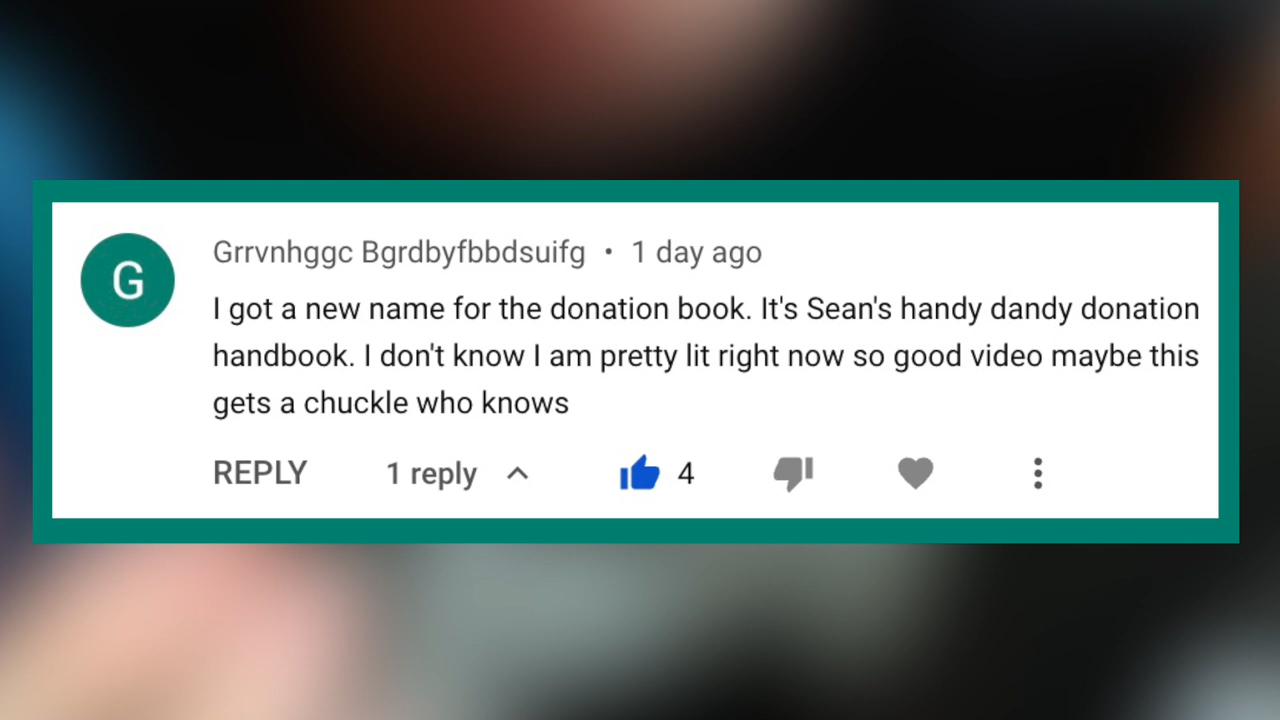 G
Grrvnhggc Bgrdbyfbbdsuifg • 1 day ago
I got a new name for the donation book. It's Sean's handy dandy donation
handbook. I don't know I am pretty lit right now so good video maybe this
gets a chuckle who knows
REPLY 1 reply 4